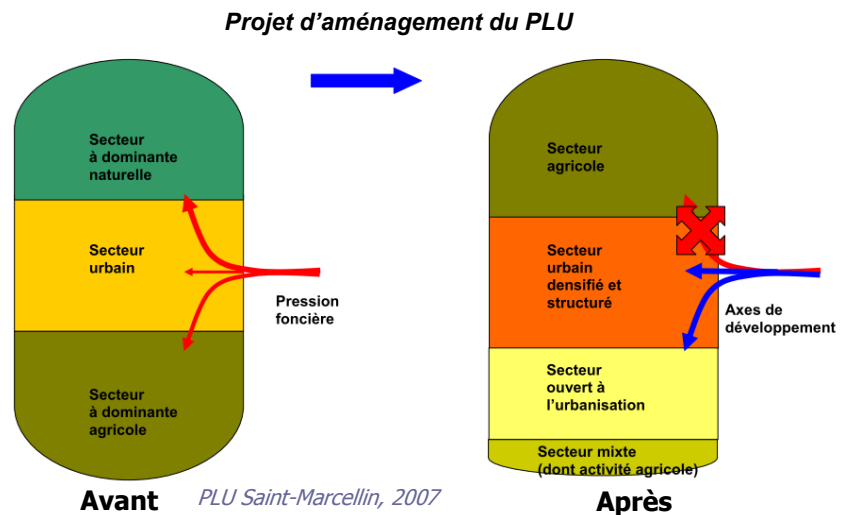 Projet d’aménagement du PLU
Secteur
à dominante
naturelle
Secteur
urbain
Pression
foncière
Secteur
à dominante
agricole
Avant
PLU Saint-Marcellin, 2007
Secteur
agricole
Secteur
urbain
densifié et
structuré
Axes de
développement
Secteur
ouvert à
l’urbanisation
Secteur mixte
(dont activité agricole)
Après